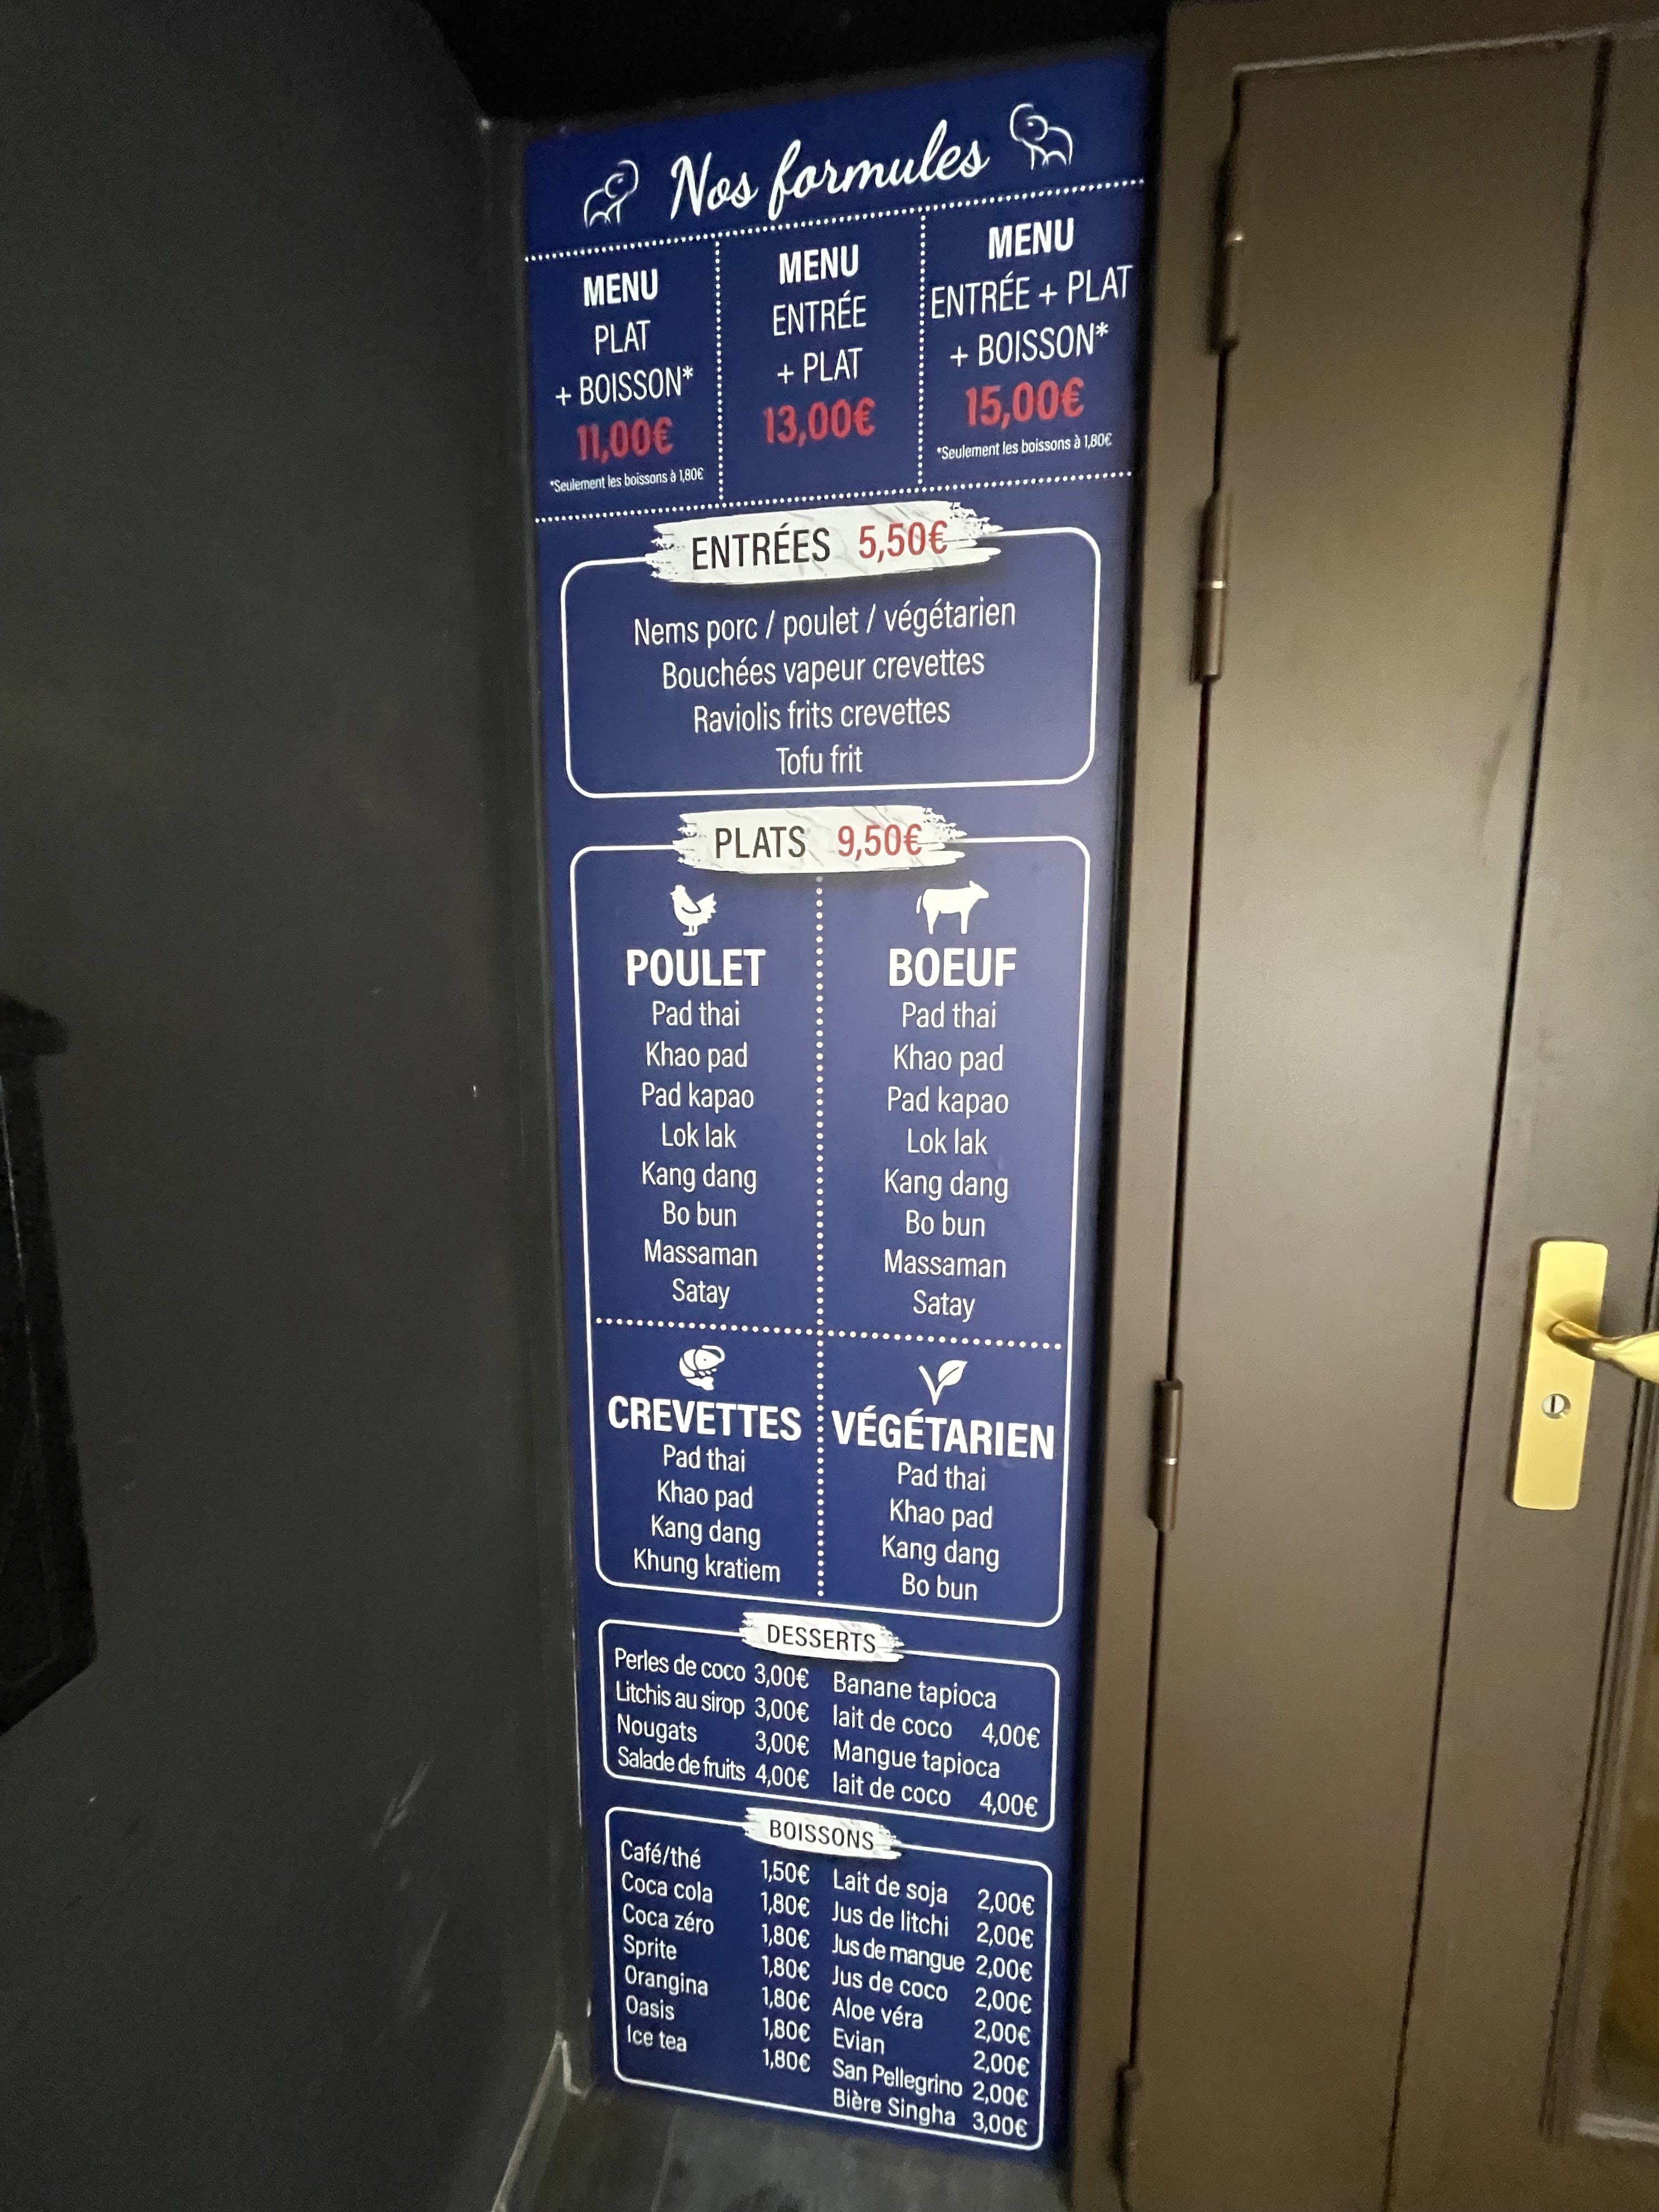 Nos formules
MENU
PLAT
+ BOISSON*
11,00€
*Seulement les boissons à 1,80€
MENU
ENTRÉE
+ PLAT
13,00€
MENU
ENTRÉE + PLAT
+ BOISSON*
15,00€
*Seulement les boissons à 1,80€
ENTRÉES 5,50€
Nems porc / poulet / végétarien
Bouchées vapeur crevettes
Raviolis frits crevettes
Tofu frit
PLATS 9,50€
POULET
Pad thai
Khao pad
Pad kapao
Lok lak
Kang dang
Bo bun
Massaman
Satay
BOEUF
Pad thai
Khao pad
Pad kapao
Lok lak
Kang dang
Bo bun
Massaman
Satay
CREVETTES
Pad thai
Khao pad
Kang dang
Khung kratiem
VÉGÉTARIEN
Pad thai
Khao pad
Kang dang
Bo bun
DESSERTS
Perles de coco 3,00€
Litchis au sirop 3,00€
Nougats 3,00€
Salade de fruits 4,00€
Banane tapioca
lait de coco 4,00€
Mangue tapioca
lait de coco 4,00€
BOISSONS
Café/thé 1,50€
Coca cola 1,80€
Coca zéro 1,80€
Sprite 1,80€
Orangina 1,80€
Oasis 1,80€
Ice tea 1,80€
Lait de soja 2,00€
Jus de litchi 2,00€
Jus de mangue 2,00€
Jus de coco 2,00€
Aloe véra 2,00€
Evian 2,00€
San Pellegrino 2,00€
Bière Singha 3,00€